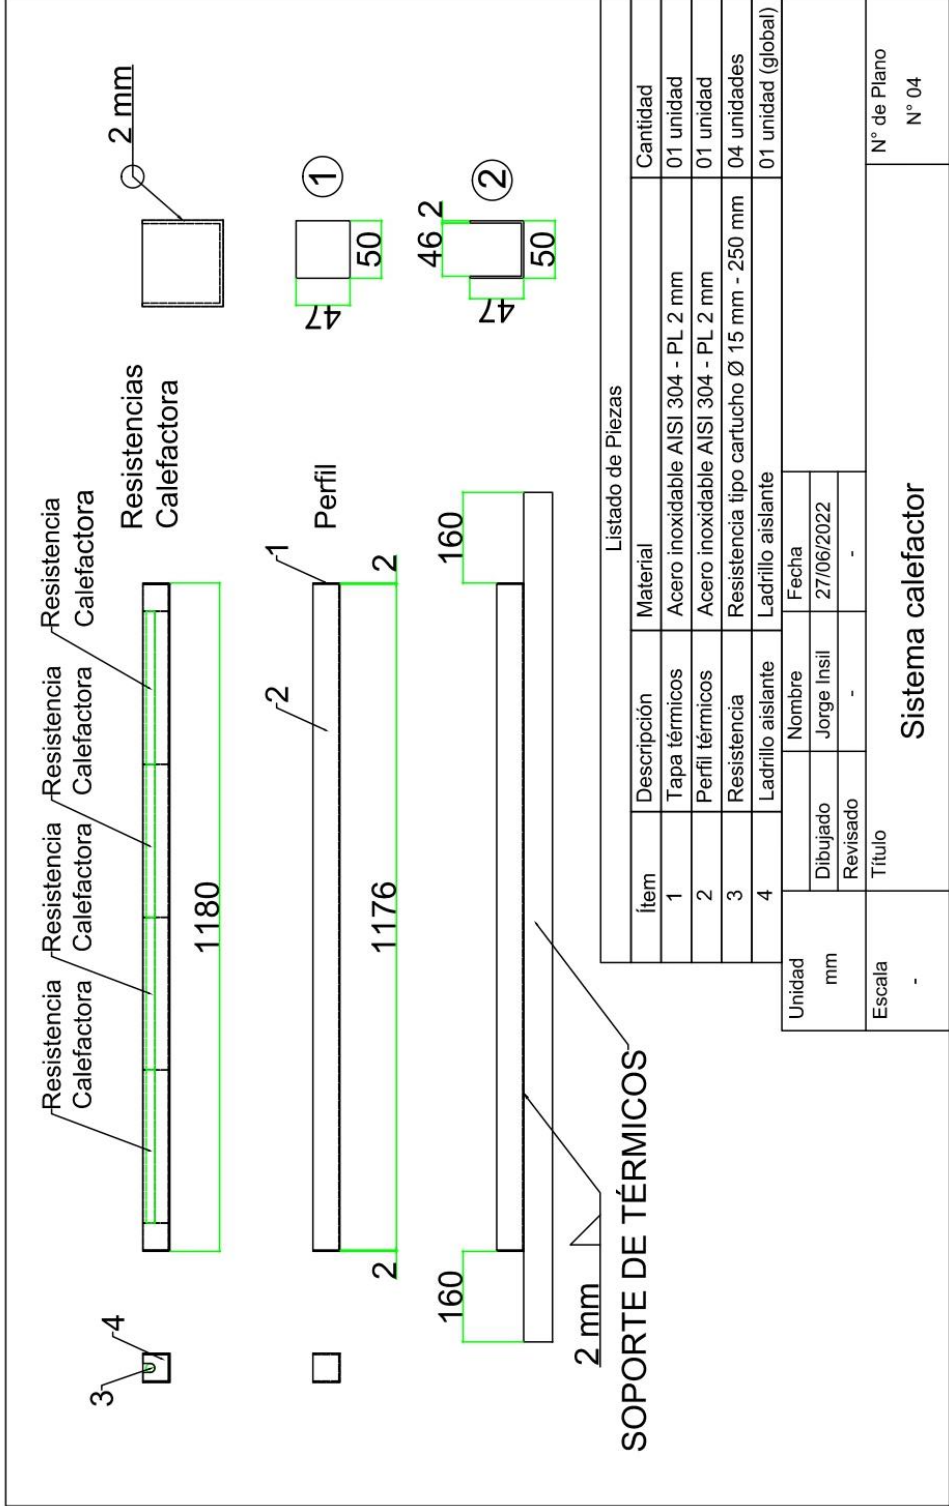 Resistencia
Calefactora
Resistencia
Calefactora
Resistencia
Calefactora
Resistencia
Calefactora
3
4
1180
Resistencias
Calefactora
2 mm
2
1
2
1176
2
Perfil
47
50
1
160
160
2 mm
SOPORTE DE TÉRMICOS
46
2
47
50
2
Listado de Piezas
Ítem Descripción Material Cantidad
1 Tapa térmicos Acero inoxidable AISI 304 - PL 2 mm 01 unidad
2 Perfil térmicos Acero inoxidable AISI 304 - PL 2 mm 01 unidad
3 Resistencia Resistencia tipo cartucho Ø 15 mm - 250 mm 04 unidades
4 Ladrillo aislante Ladrillo aislante 01 unidad (global)
Unidad
mm
Nombre Fecha
Dibujado Jorge Insil 27/06/2022
Revisado - -
Escala
-
Título
Sistema calefactor
N° de Plano
N° 04